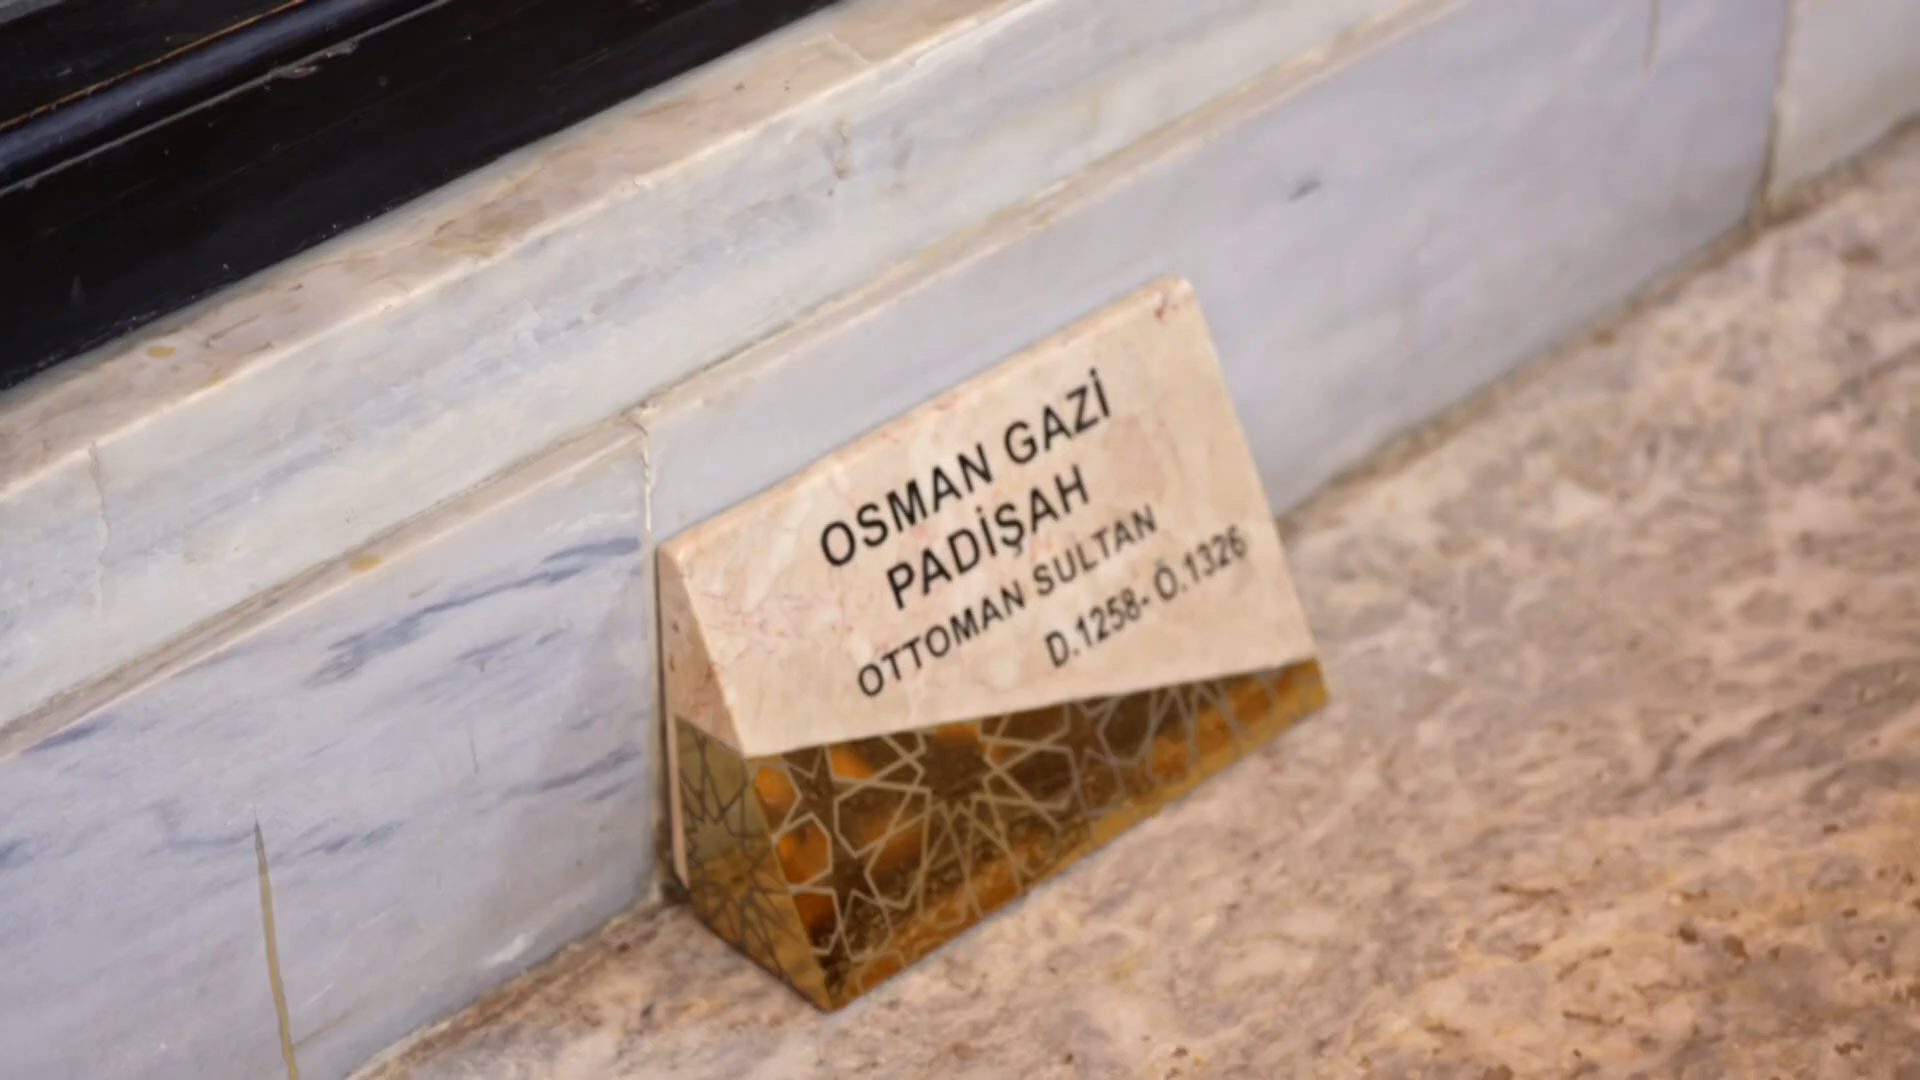 OSMAN GAZİ
PADİŞAH
OTTOMAN SULTAN
D.1258- Ö.1326